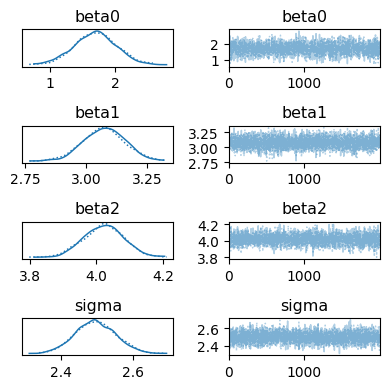 beta0
beta0
2
1
1 2
0 1000
beta1
beta1
3.25
3.00
2.75
2.75 3.00 3.25
0 1000
beta2
beta2
4.2
4.0
3.8
3.8 4.0 4.2
0 1000
sigma
sigma
2.6
2.4
2.4 2.6
0 1000